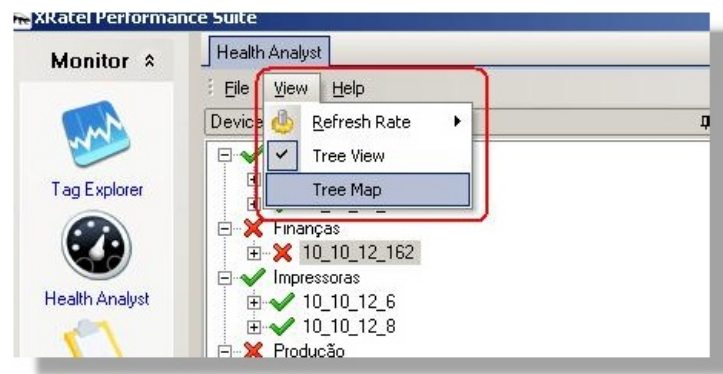 XRatel Performance Suite
Monitor
Health Analyst
File View Help
Device
Refresh Rate
Tree View
Tree Map
Tag Explorer
Finanças
10_10_12_162
Health Analyst
Impressoras
10_10_12_6
10_10_12_8
Produção